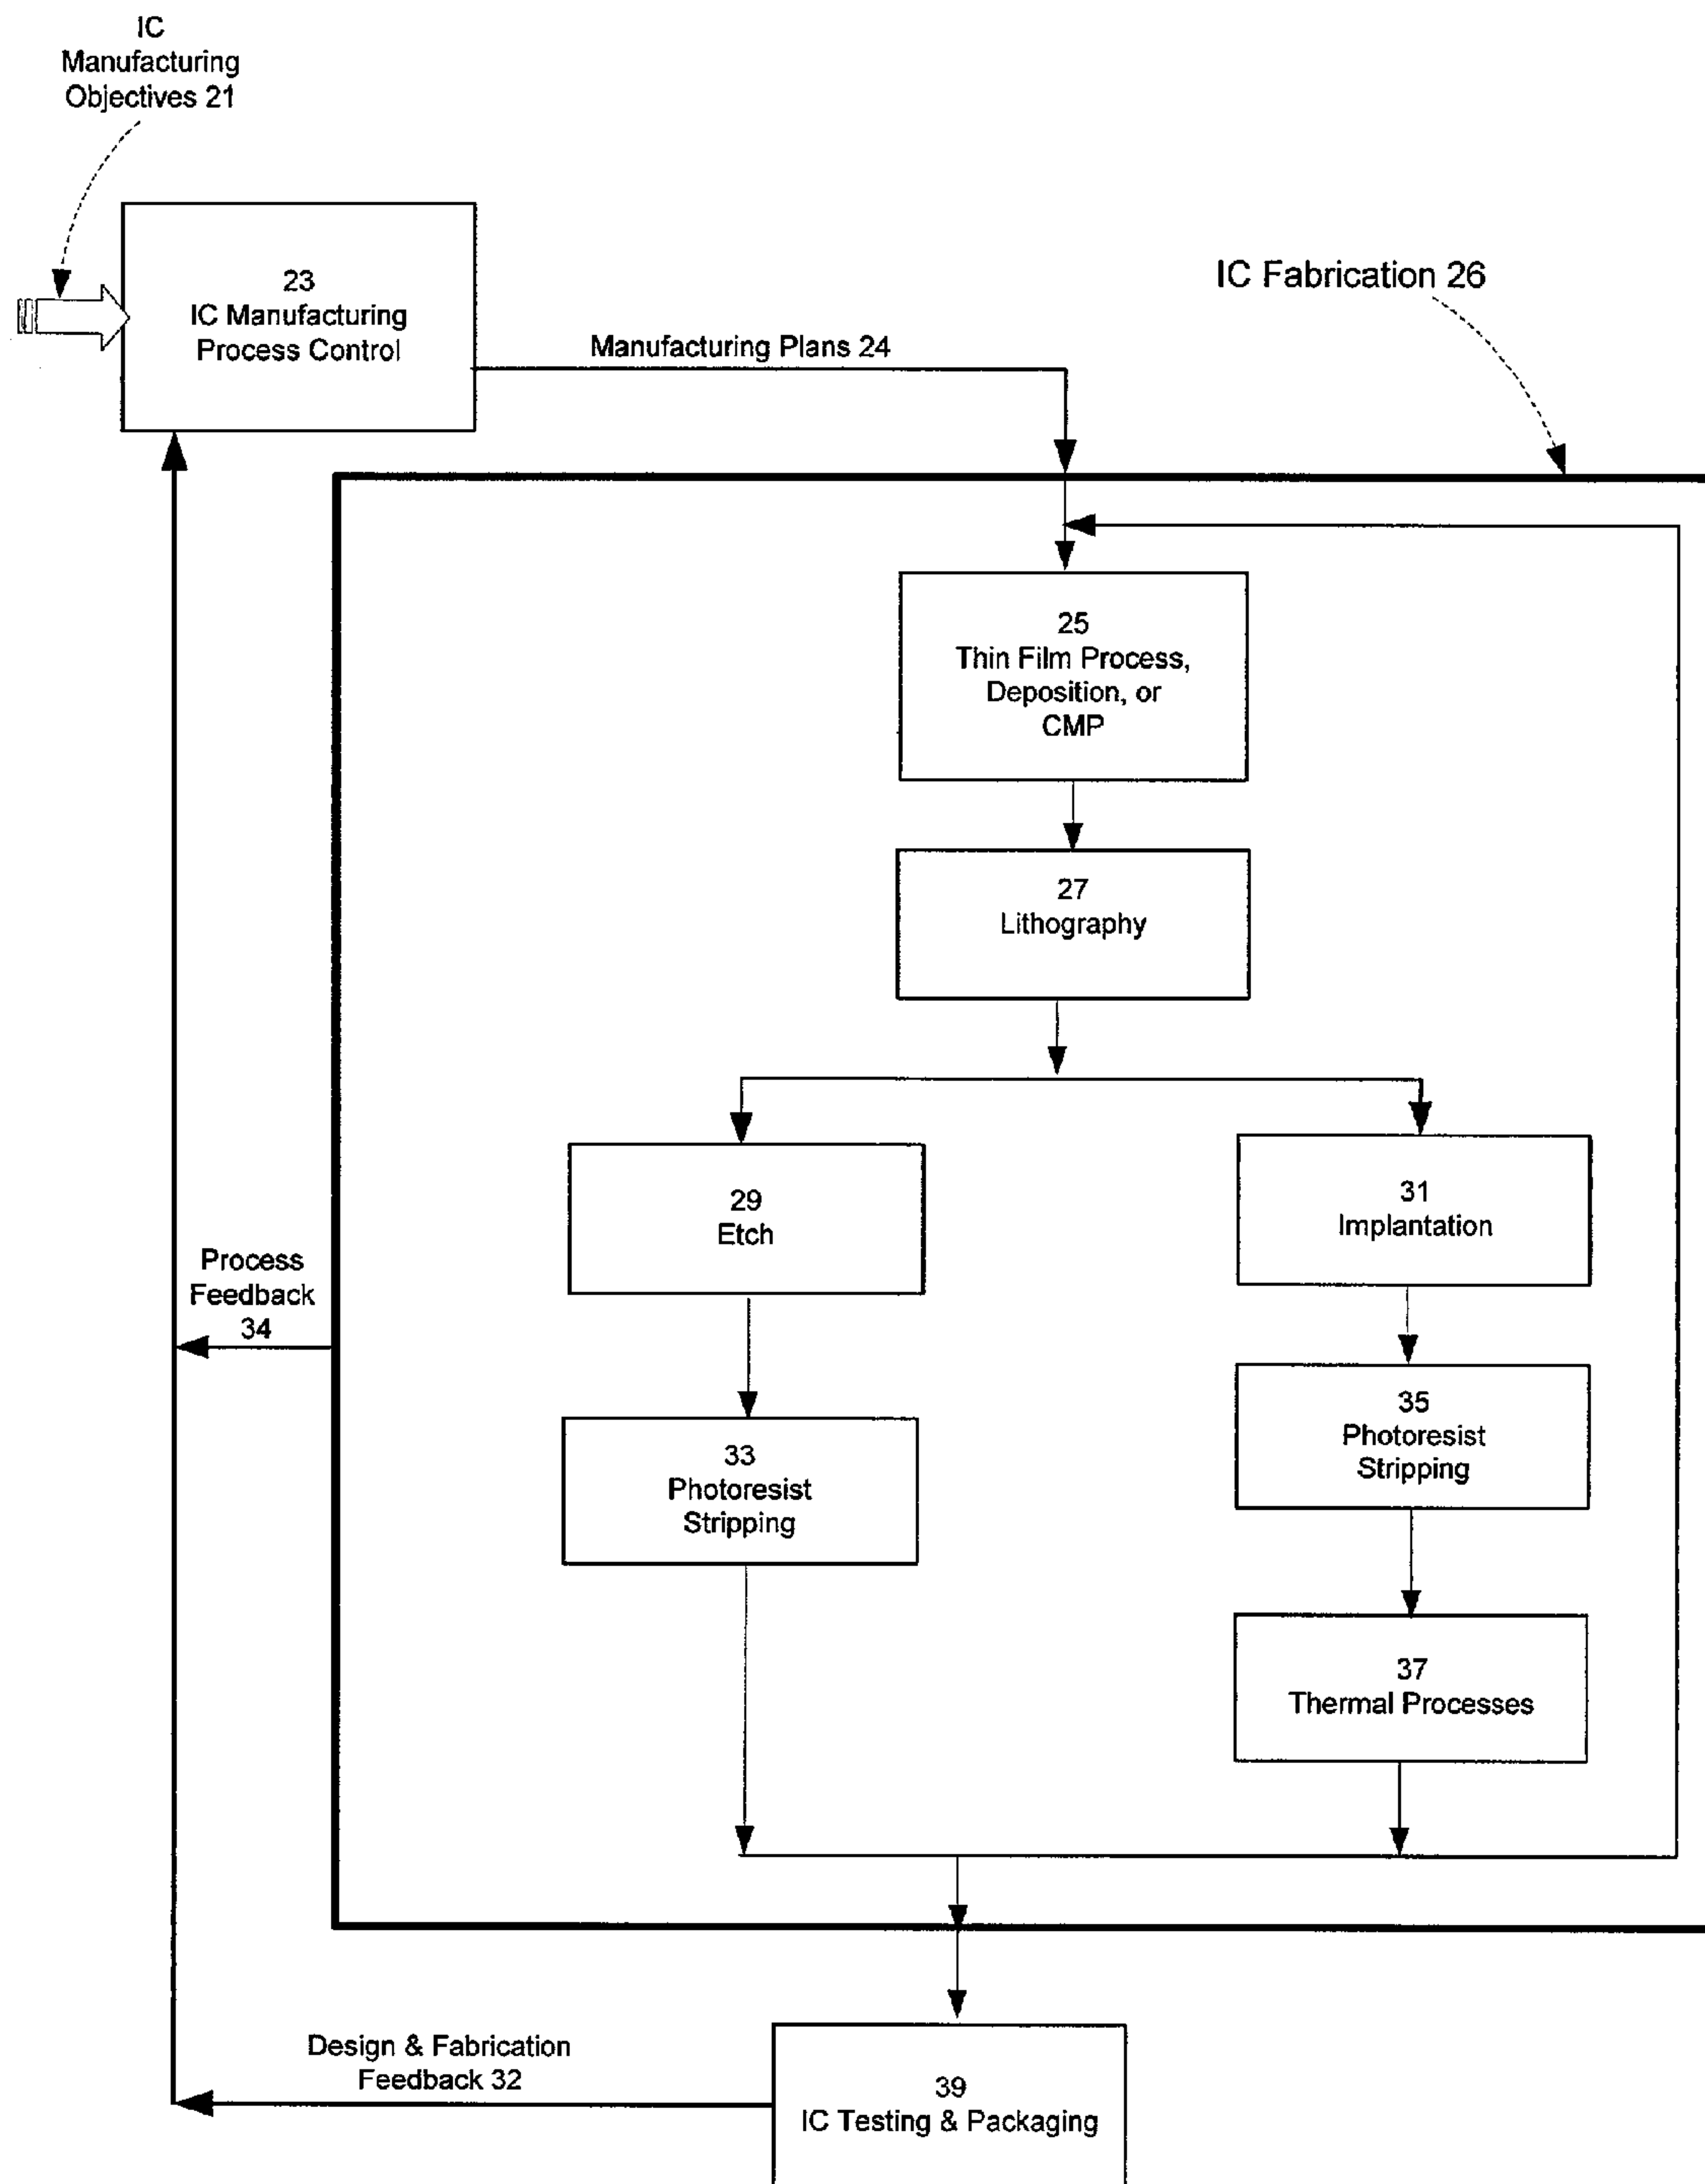 IC
Manufacturing
Objectives 21
23
IC Manufacturing
Process Control
Manufacturing Plans 24
IC Fabrication 26
25
Thin Film Process,
Deposition, or
CMP
27
Lithography
29
Etch
31
Implantation
Process
Feedback
34
33
Photoresist
Stripping
35
Photoresist
Stripping
37
Thermal Processes
Design & Fabrication
Feedback 32
39
IC Testing & Packaging